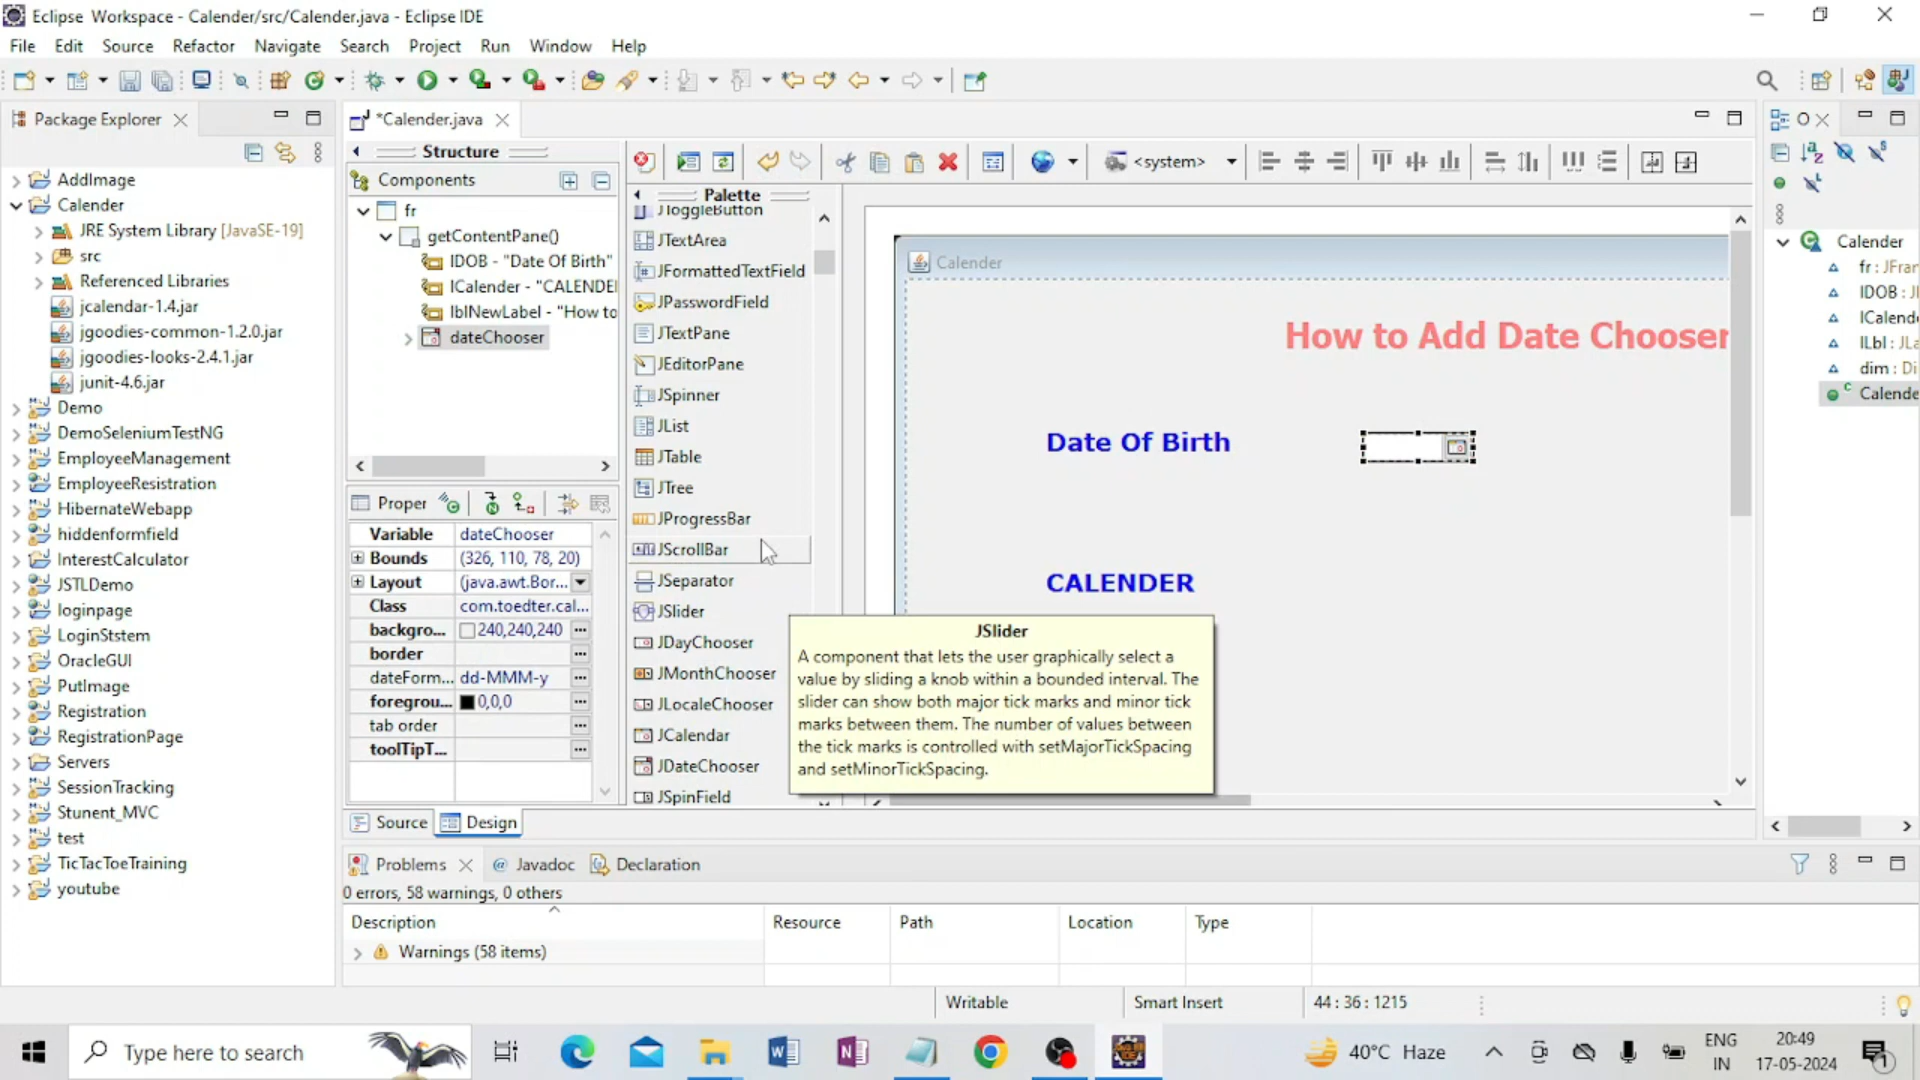 Eclipse Workspace - Calender/src/Calender.java - Eclipse IDE
File Edit Source Refactor Navigate Search Project Run Window Help
Package Explorer
AddImage
Calender
JRE System Library [JavaSE-19]
src
Referenced Libraries
jcalendar-1.4.jar
jgoodies-common-1.2.0.jar
jgoodies-looks-2.4.1.jar
junit-4.6.jar
Demo
DemoSeleniumTestNG
EmployeeManagement
EmployeeResistration
HibernateWebapp
hiddenformfield
InterestCalculator
JSTLDemo
loginpage
LoginStstem
OracleGUI
PutImage
Registration
RegistrationPage
Servers
SessionTracking
Stunent_MVC
test
TicTacToeTraining
youtube
*Calender.java
Structure
Components
fr
getContentPane()
lDOB - "Date Of Birth"
lCalender - "CALENDE
lblNewLabel - "How to
dateChooser
Proper
Variable dateChooser
Bounds (326, 110, 78, 20)
Layout (java.awt.Bor...
Class com.toedter.cal...
backgro... 240,240,240
border
dateForm... dd-MMM-y
foregrou... 0,0,0
tab order
toolTipT...
Source Design
<system>
Palette
JToggleButton
JTextArea
JFormattedTextField
JPasswordField
JTextPane
JEditorPane
JSpinner
JList
JTable
JTree
JProgressBar
JScrollBar
JSeparator
JSlider
JDayChooser
JMonthChooser
JLocaleChooser
JCalendar
JDateChooser
JSpinField
Calender
How to Add Date Chooser
Date Of Birth
CALENDER
JSlider
A component that lets the user graphically select a
value by sliding a knob within a bounded interval. The
slider can show both major tick marks and minor tick
marks between them. The number of values between
the tick marks is controlled with setMajorTickSpacing
and setMinorTickSpacing.
O
Calender
fr : JFran
lDOB : Jl
lCalende
lLbl : JLa
dim : Di
Calende
Problems Javadoc Declaration
0 errors, 58 warnings, 0 others
Description Resource Path Location Type
Warnings (58 items)
Writable Smart Insert 44 : 36 : 1215
Type here to search
40°C Haze
ENG
IN
20:49
17-05-2024
1